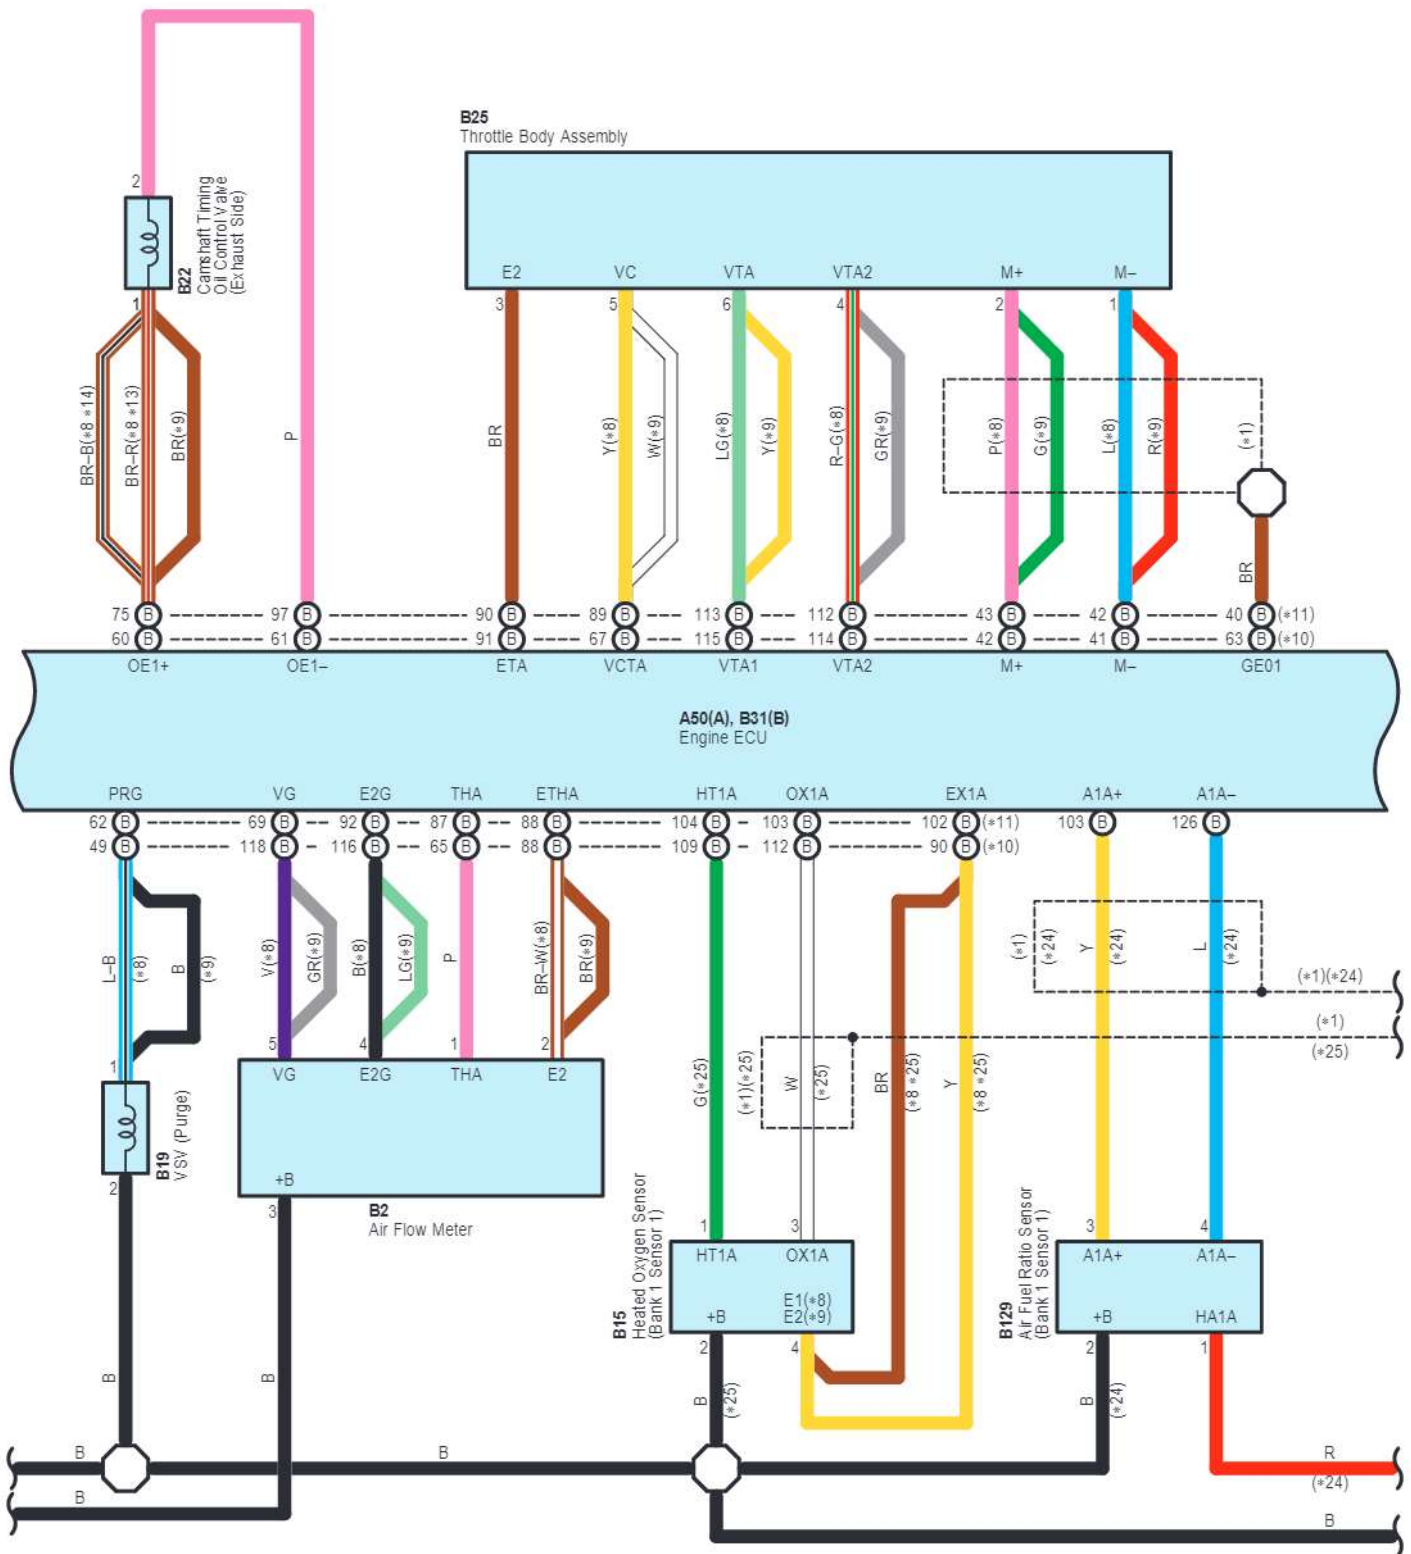 B25
Throttle Body Assembly
2
B22
Camshaft Timing
Oil Control Valve
(Exhaust Side)
1
E2 VC VTA VTA2 M+ M–
3 5 6 4 2 1
BR–B(*8 *14)
BR–R(*8 *13)
BR(*9)
P
BR
Y(*8)
W(*9)
LG(*8)
Y(*9)
R–G(*8)
GR(*9)
P(*8)
G(*9)
L(*8)
R(*9)
(*1)
BR
75 B 97 B 90 B 89 B 113 B 112 B 43 B 42 B 40 B (*11)
60 B 61 B 91 B 67 B 115 B 114 B 42 B 41 B 63 B (*10)
OE1+ OE1– ETA VCTA VTA1 VTA2 M+ M– GE01
A50(A), B31(B)
Engine ECU
PRG VG E2G THA ETHA HT1A OX1A EX1A A1A+ A1A–
62 B 69 B 92 B 87 B 88 B 104 B 103 B 102 B (*11) 103 B 126 B
49 B 118 B 116 B 65 B 88 B 109 B 112 B 90 B (*10)
L–B
(*8)
B
(*9)
V(*8)
GR(*9)
B(*8)
LG(*9)
P
BR–W(*8)
BR(*9)
(*1)
(*24)
Y
(*24)
L
(*24)
(*1)(*24)
(*1)
(*25)
1
5 4 1 2
VG E2G THA E2
G(*25)
(*1)(*25)
W
(*25)
BR
(*8 *25)
Y
(*8 *25)
B19
VSV (Purge)
2
+B
3
B2
Air Flow Meter
B15
Heated Oxygen Sensor
(Bank 1 Sensor 1)
1 3
HT1A OX1A
E1(*8)
+B E2(*9)
2 4
B129
Air Fuel Ratio Sensor
(Bank 1 Sensor 1)
3 4
A1A+ A1A–
+B HA1A
2 1
B
B
B
(*25)
B
(*24)
B
B
R
(*24)
B
B